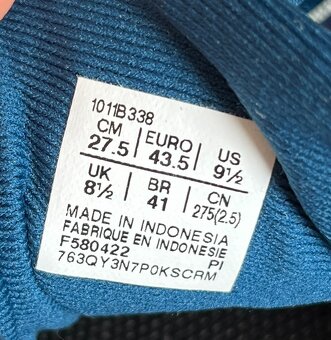 1011B338
CM | EURO | US
27.5 | 43.5 | 9½
UK | BR | CN
8½ | 41 | 275(2.5)
MADE IN INDONESIA
FABRIQUE EN INDONESIE
F580422 PI
763QY3N7P0KSCRM